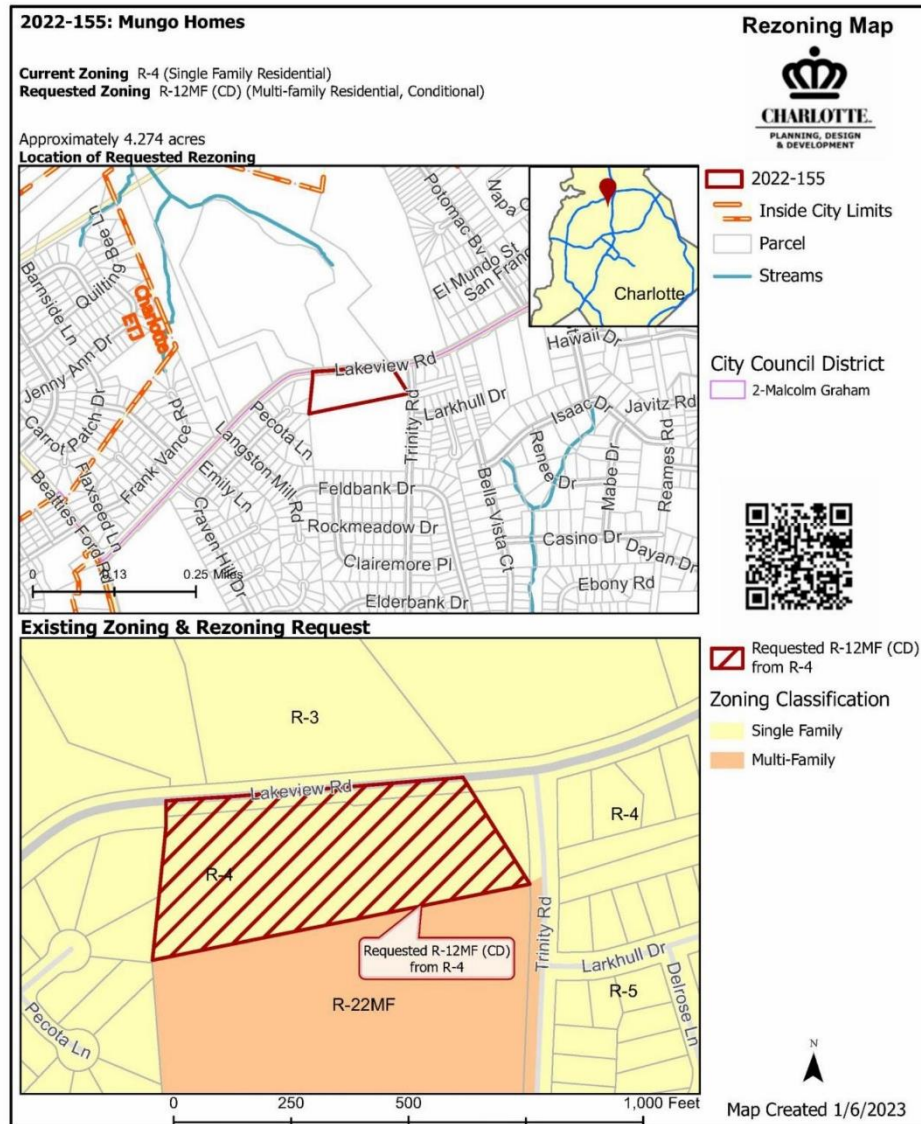 2022-155: Mungo Homes
Current Zoning R-4 (Single Family Residential)
Requested Zoning R-12MF (CD) (Multi-family Residential, Conditional)
Approximately 4.274 acres
Location of Requested Rezoning
Rezoning Map
CHARLOTTE.
PLANNING, DESIGN
& DEVELOPMENT
Barnside Ln
Quilting Bee Ln
Charlotte
ETJ
Jenny Ann Dr
Carrot Patch Dr
Beatties Ford Rd
Flaxseed Ln
Frank Vance Rd
Pecota Ln
Langston Mill Rd
Emily Ln
Craven Hill Dr
Lakeview Rd
Trinity Rd
Larkhull Dr
Feldbank Dr
Rockmeadow Dr
Clairemore Pl
Elderbank Dr
Potomac Bv
Napa
El Mundo St
San Franc
Hawaii Dr
Isaac Dr
Javitz Rd
Renee Dr
Mabe Dr
Reames Rd
Bella Vista Ct
Casino Dr
Dayan Dr
Ebony Rd
Charlotte
0 0.13 0.25 Miles
2022-155
Inside City Limits
Parcel
Streams
City Council District
2-Malcolm Graham
Existing Zoning & Rezoning Request
R-3
Lakeview Rd
R-4
R-4
Requested R-12MF (CD)
from R-4
Trinity Rd
Larkhull Dr
Delrose Ln
R-5
R-22MF
Pecota Ln
0 250 500 1,000 Feet
Requested R-12MF (CD)
from R-4
Zoning Classification
Single Family
Multi-Family
N
Map Created 1/6/2023